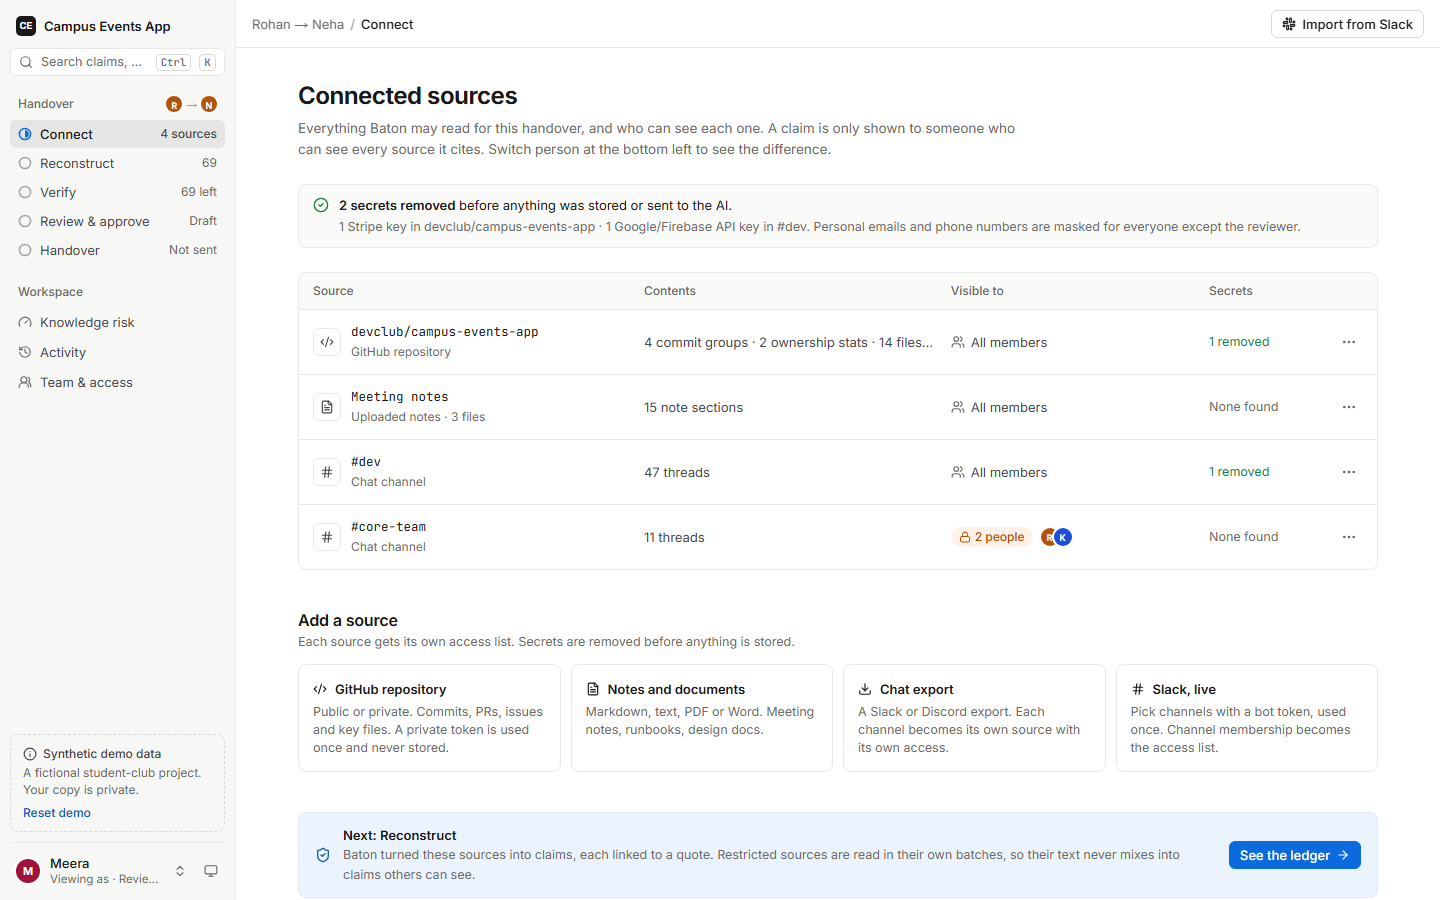 CE Campus Events App
Search claims, ... Ctrl K
Handover R → N
Connect 4 sources
Reconstruct 69
Verify 69 left
Review & approve Draft
Handover Not sent
Workspace
Knowledge risk
Activity
Team & access
Synthetic demo data
A fictional student-club project.
Your copy is private.
Reset demo
M Meera
Viewing as · Revie...
Rohan → Neha / Connect
Import from Slack
Connected sources
Everything Baton may read for this handover, and who can see each one. A claim is only shown to someone who
can see every source it cites. Switch person at the bottom left to see the difference.
2 secrets removed before anything was stored or sent to the AI.
1 Stripe key in devclub/campus-events-app · 1 Google/Firebase API key in #dev. Personal emails and phone numbers are masked for everyone except the reviewer.
Source Contents Visible to Secrets
devclub/campus-events-app
GitHub repository
4 commit groups · 2 ownership stats · 14 files... All members 1 removed
Meeting notes
Uploaded notes · 3 files
15 note sections All members None found
#dev
Chat channel
47 threads All members 1 removed
#core-team
Chat channel
11 threads 2 people R K None found
Add a source
Each source gets its own access list. Secrets are removed before anything is stored.
GitHub repository
Public or private. Commits, PRs, issues
and key files. A private token is used
once and never stored.
Notes and documents
Markdown, text, PDF or Word. Meeting
notes, runbooks, design docs.
Chat export
A Slack or Discord export. Each
channel becomes its own source with
its own access.
Slack, live
Pick channels with a bot token, used
once. Channel membership becomes
the access list.
Next: Reconstruct
Baton turned these sources into claims, each linked to a quote. Restricted sources are read in their own batches, so their text never mixes into
claims others can see.
See the ledger →